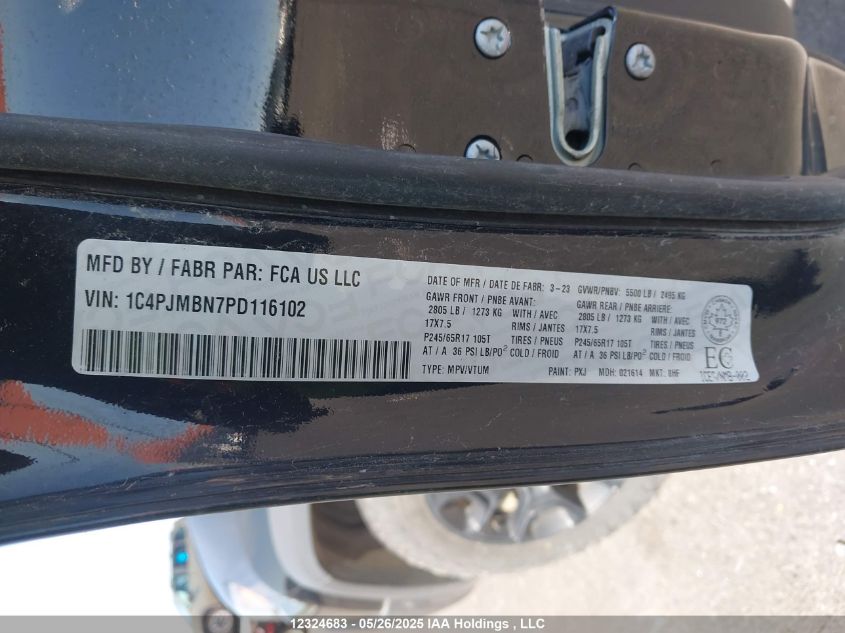 MFD BY / FABR PAR: FCA US LLC
VIN: 1C4PJMBN7PD116102
DATE OF MFR / DATE DE FABR: 3-23 GVWR/PNBV: 5500 LB / 2495 KG
GAWR FRONT / PNBE AVANT: GAWR REAR / PNBE ARRIERE:
2805 LB / 1273 KG WITH / AVEC 2805 LB / 1273 KG WITH / AVEC
17X7.5 RIMS / JANTES 17X7.5 RIMS / JANTES
P245/65R17 105T TIRES / PNEUS P245/65R17 105T TIRES / PNEUS
AT / A 36 PSI LB/PO² COLD / FROID AT / A 36 PSI LB/PO² COLD / FROID
TYPE: MPV/VTUM PAINT: PXJ MDH: 021614 MKT: BHF
EC
12324683 - 05/26/2025 IAA Holdings , LLC